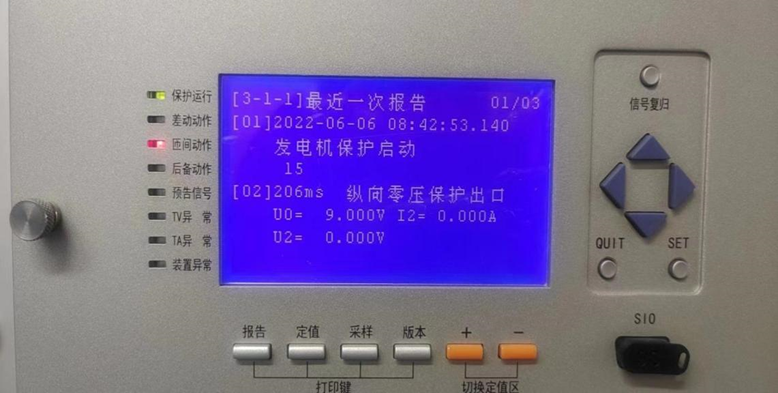 保护运行
差动动作
匝间动作
后备动作
预告信号
TV异 常
TA异 常
装置异常
[3-1-1]最近一次报告 01/03
[01]2022-06-06 08:42:53.140
发电机保护启动
15
[02]206ms 纵向零压保护出口
U0= 9.000V I2= 0.000A
U2= 0.000V
信号复归
QUIT SET
SIO
报告 定值 采样 版本 + -
打印键 切换定值区